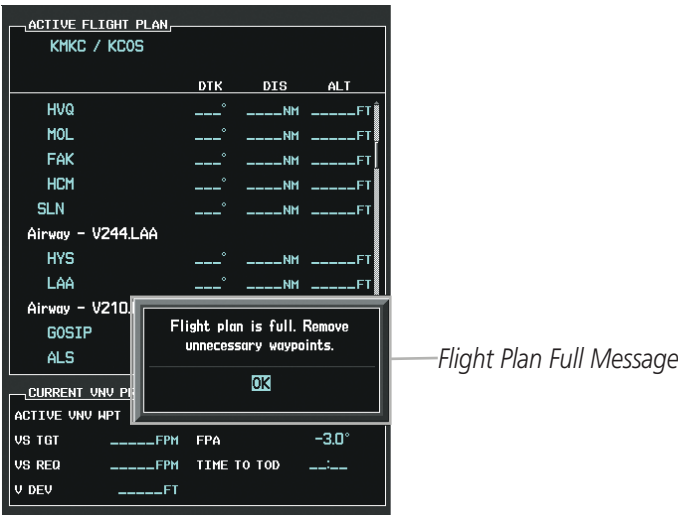 ACTIVE FLIGHT PLAN
KMKC / KCOS
DTK DIS ALT
HVQ ___° ____NM _____FT
MOL ___° ____NM _____FT
FAK ___° ____NM _____FT
HCM ___° ____NM _____FT
SLN ___° ____NM _____FT
Airway - V244.LAA
HYS ___° ____NM _____FT
LAA ___° ____NM _____FT
Airway - V210.
GOSIP
ALS
Flight plan is full. Remove
unnecessary waypoints.
OK
Flight Plan Full Message
CURRENT VNV
ACTIVE VNV WPT
VS TGT _____FPM FPA -3.0°
VS REQ _____FPM TIME TO TOD __:__
V DEV _____FT